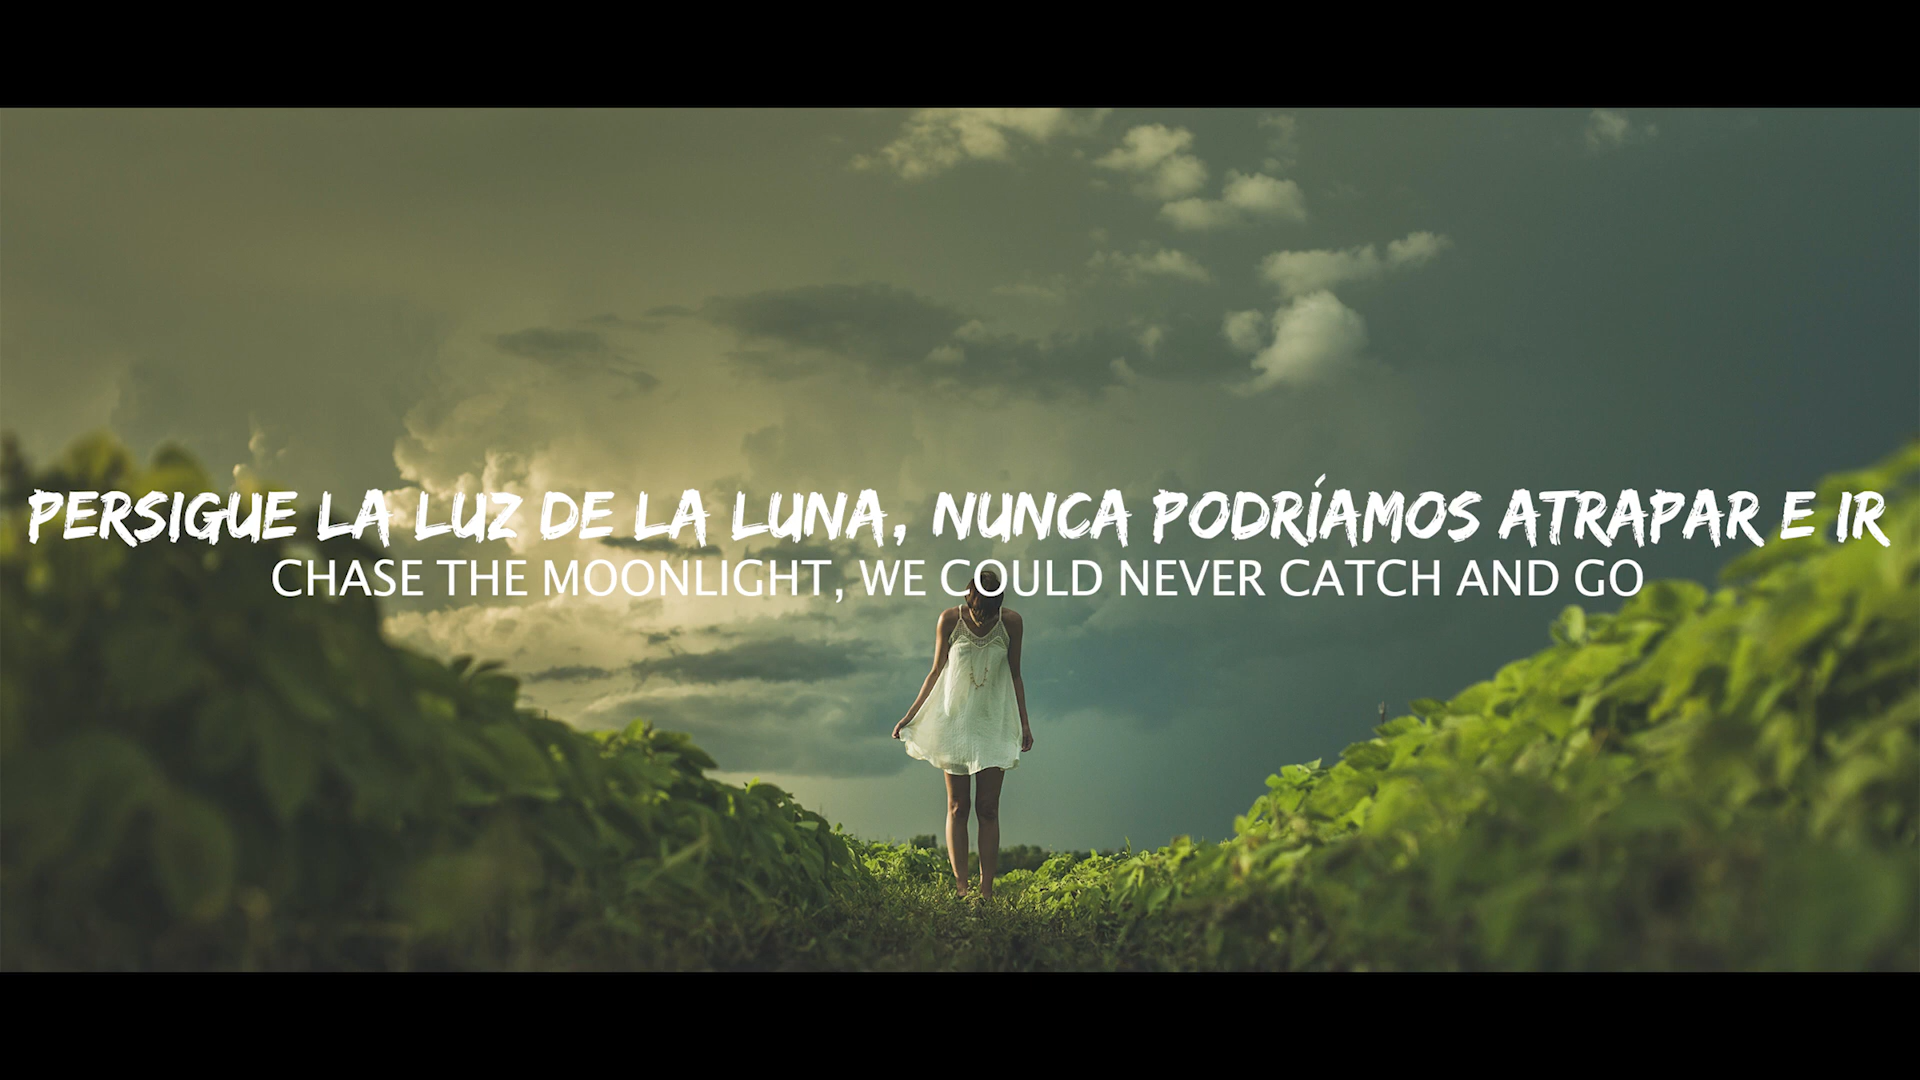 PERSIGUE LA LUZ DE LA LUNA, NUNCA PODRÍAMOS ATRAPAR E IR
CHASE THE MOONLIGHT, WE COULD NEVER CATCH AND GO